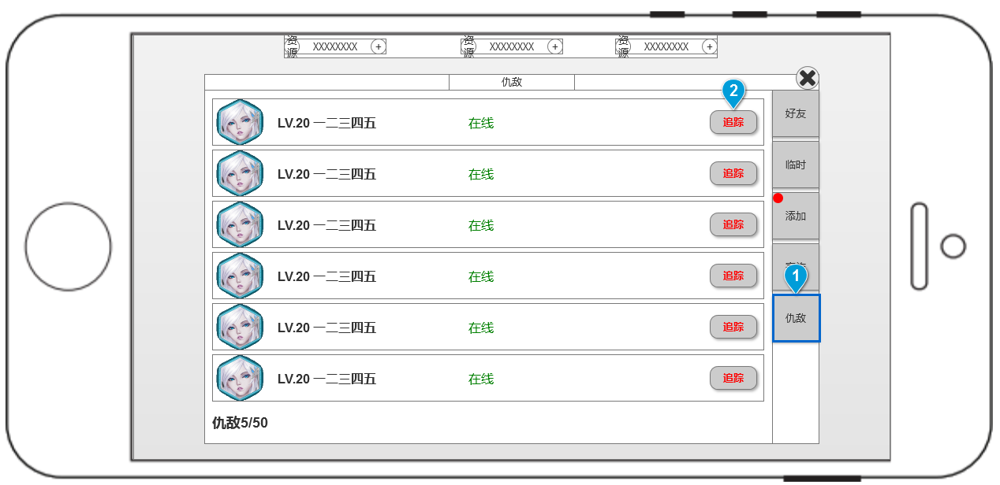 资源 XXXXXXXX + 资源 XXXXXXXX + 资源 XXXXXXXX +
仇敌
2
LV.20 一二三四五 在线 追踪
好友
LV.20 一二三四五 在线 追踪
临时
LV.20 一二三四五 在线 追踪
添加
LV.20 一二三四五 在线 追踪
1
LV.20 一二三四五 在线 追踪
仇敌
LV.20 一二三四五 在线 追踪
仇敌5/50